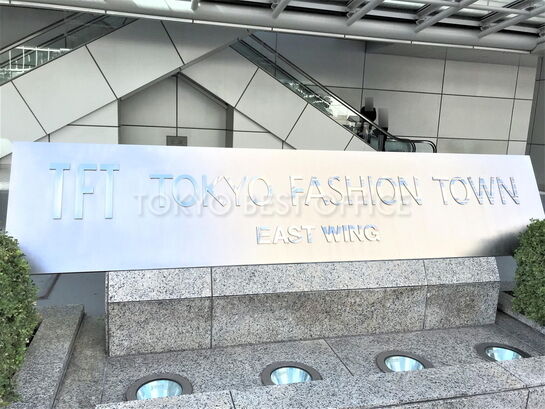 TFT TOKYO FASHION TOWN
TOKYO BEST OFFICE
EAST WING